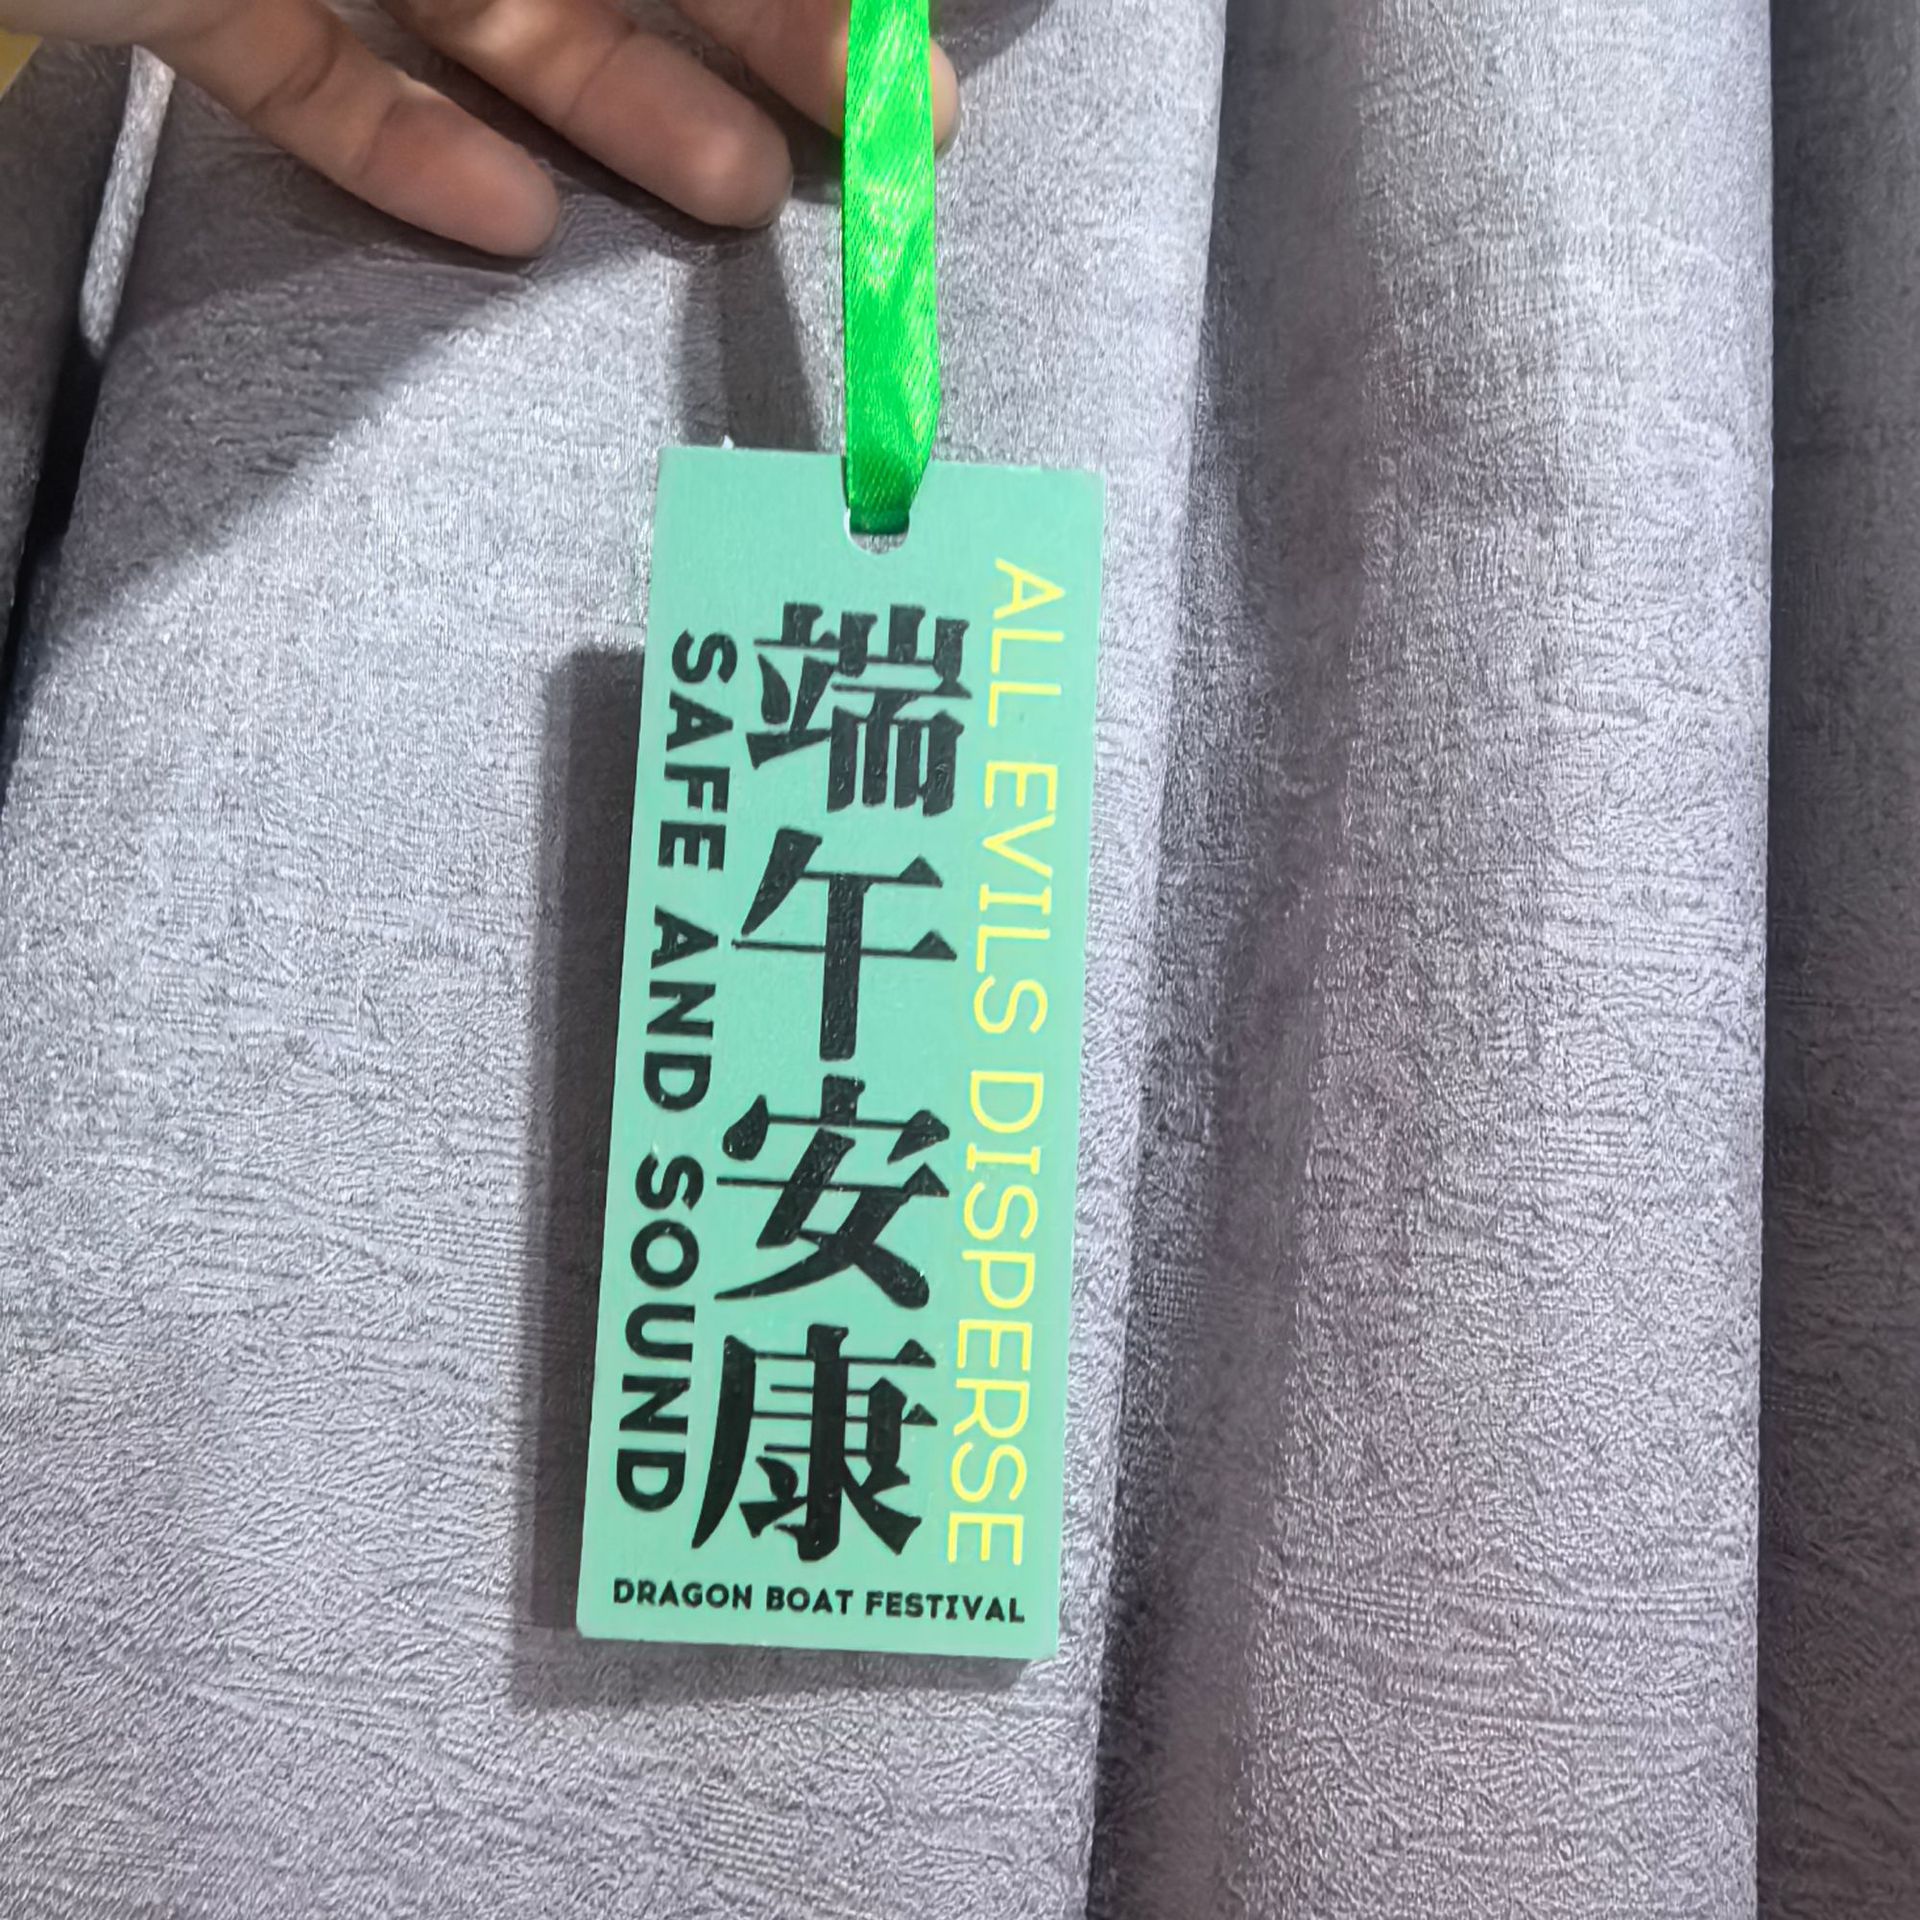 ALL EVILS DISPERSE
端午安康
SAFE AND SOUND
DRAGON BOAT FESTIVAL